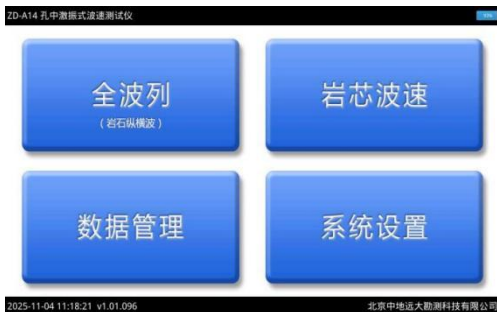 ZD-A14 孔中激振式波速测试仪
全波列
岩芯波速
（岩石纵横波）
数据管理
系统设置
2025-11-04 11:18:21 v1.01.096
北京中地远大勘测科技有限公司